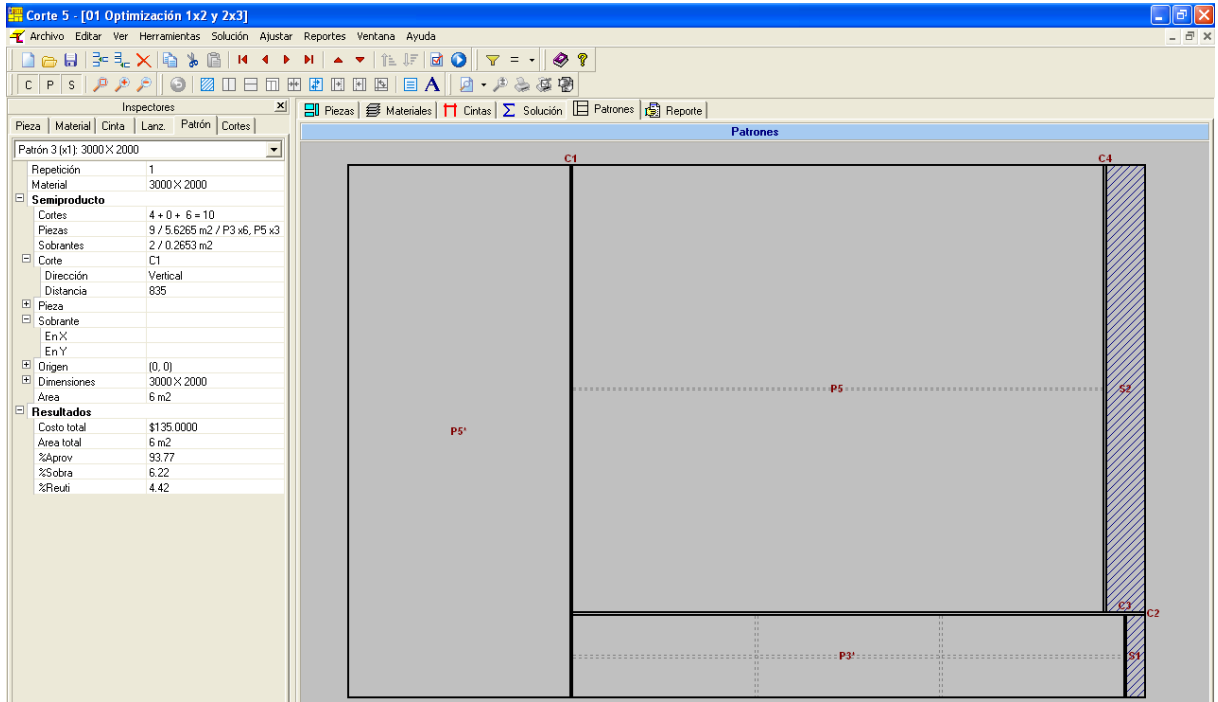 Corte 5 - [01 Optimización 1x2 y 2x3]
Archivo Editar Ver Herramientas Solución Ajustar Reportes Ventana Ayuda
C P S A
Inspectores
Piezas Materiales Cintas Solución Patrones Reporte
Pieza Material Cinta Lanz. Patrón Cortes
Patrones
Patrón 3 (x1): 3000 X 2000
Repetición 1
Material 3000 X 2000
Semiproducto
Cortes 4 + 0 + 6 = 10
Piezas 9 / 5.6265 m2 / P3 x6, P5 x3
Sobrantes 2 / 0.2653 m2
Corte C1
Dirección Vertical
Distancia 835
Pieza
Sobrante
En X
En Y
Origen (0, 0)
Dimensiones 3000 X 2000
Area 6 m2
Resultados
Costo total $135.0000
Area total 6 m2
%Aprov 93.77
%Sobra 6.22
%Reuti 4.42
C1 C4
P5 S2
P5'
C3
C2
P3' S1